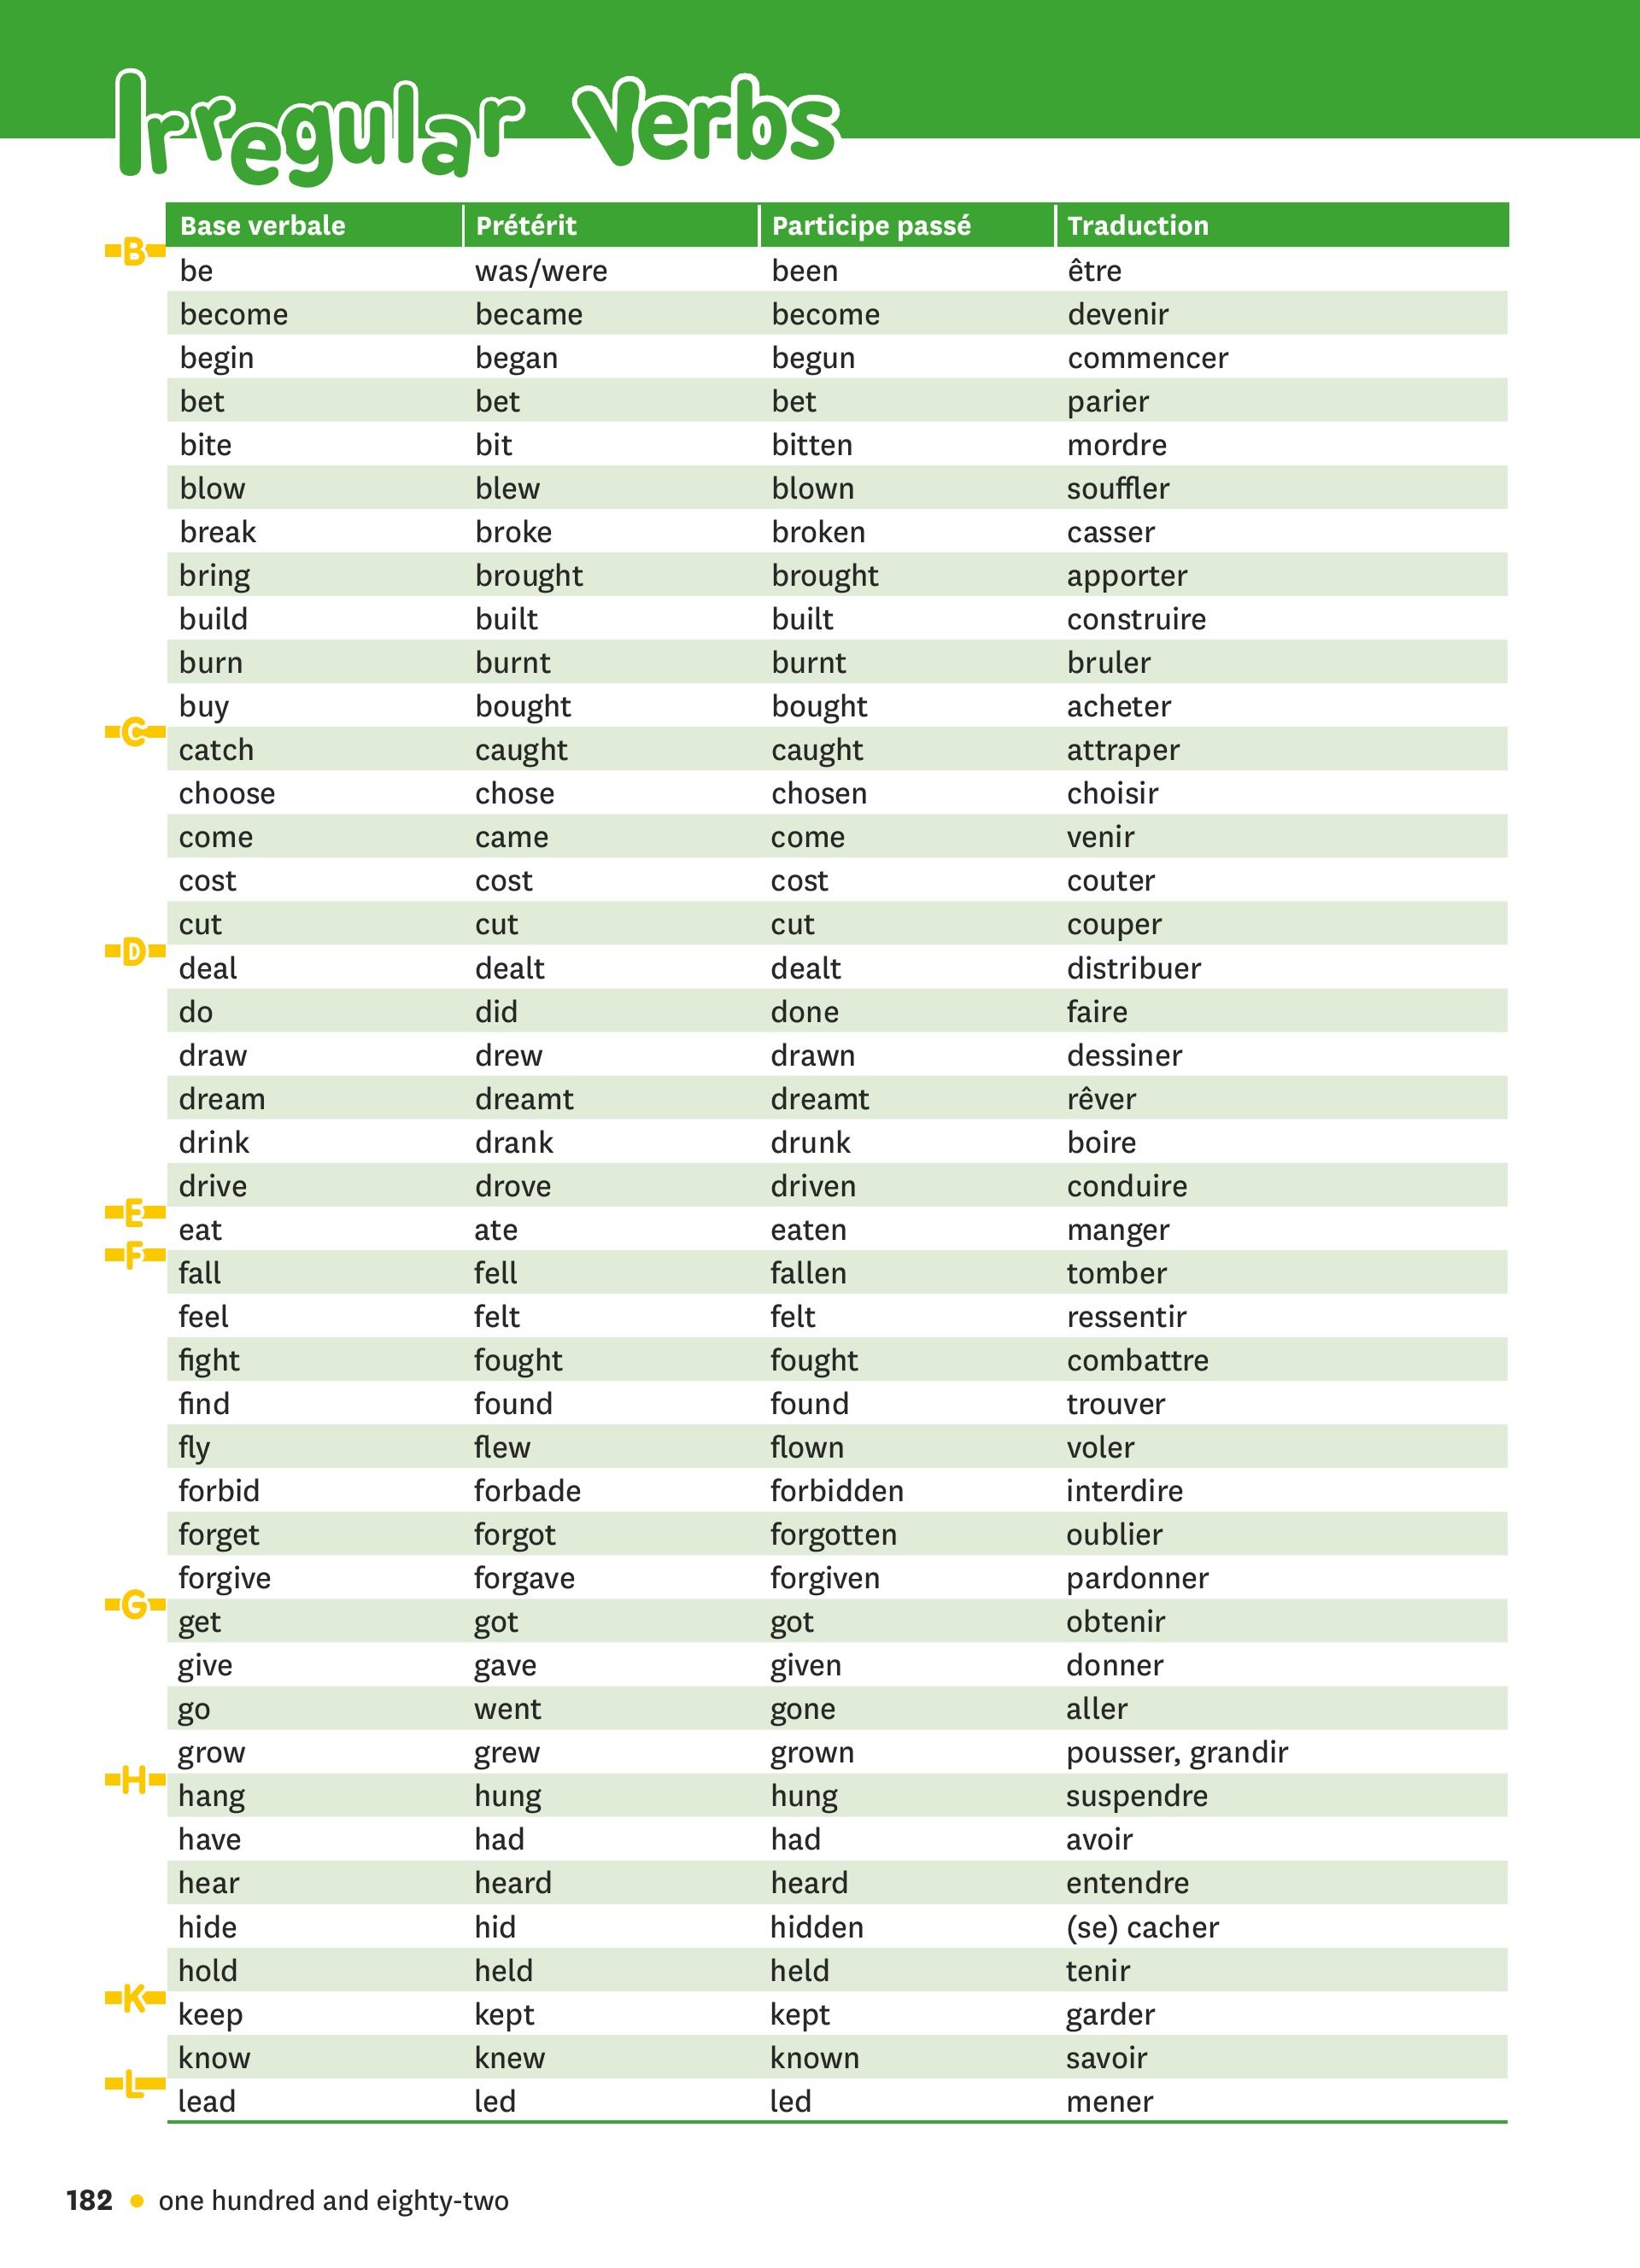 Irregular Verbs
Base verbale Prétérit Participe passé Traduction
B
be was/were been être
become became become devenir
begin began begun commencer
bet bet bet parier
bite bit bitten mordre
blow blew blown souffler
break broke broken casser
bring brought brought apporter
build built built construire
burn burnt burnt bruler
buy bought bought acheter
C
catch caught caught attraper
choose chose chosen choisir
come came come venir
cost cost cost couter
cut cut cut couper
D
deal dealt dealt distribuer
do did done faire
draw drew drawn dessiner
dream dreamt dreamt rêver
drink drank drunk boire
drive drove driven conduire
E
eat ate eaten manger
F
fall fell fallen tomber
feel felt felt ressentir
fight fought fought combattre
find found found trouver
fly flew flown voler
forbid forbade forbidden interdire
forget forgot forgotten oublier
forgive forgave forgiven pardonner
G
get got got obtenir
give gave given donner
go went gone aller
grow grew grown pousser, grandir
H
hang hung hung suspendre
have had had avoir
hear heard heard entendre
hide hid hidden (se) cacher
hold held held tenir
K
keep kept kept garder
know knew known savoir
L
lead led led mener
182 • one hundred and eighty-two